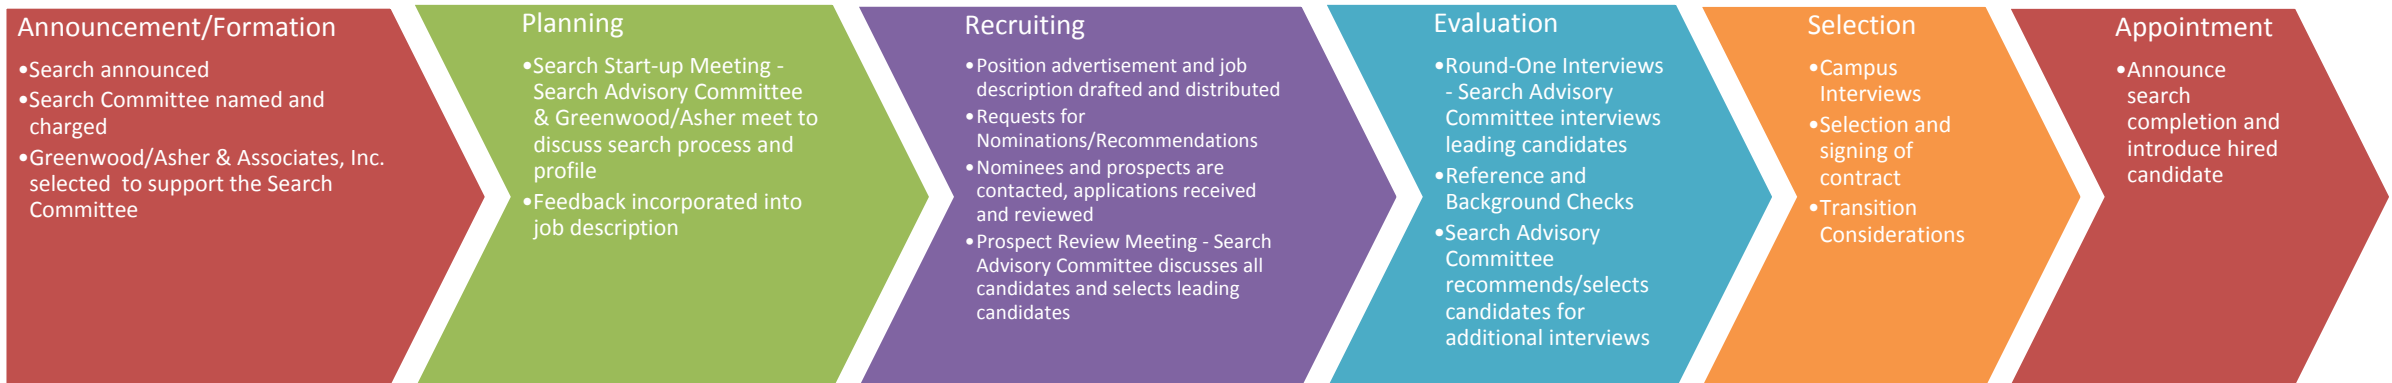 Announcement/Formation
•Search announced
•Search Committee named and
charged
•Greenwood/Asher & Associates, Inc.
selected  to support the Search
Committee
Planning
•Search Start-up Meeting -
Search Advisory Committee
& Greenwood/Asher meet to
discuss search process and
profile
•Feedback incorporated into
job description
Recruiting
•Position advertisement and job
description drafted and distributed
•Requests for
Nominations/Recommendations
•Nominees and prospects are
contacted, applications received
and reviewed
•Prospect Review Meeting - Search
Advisory Committee discusses all
candidates and selects leading
candidates
Evaluation
•Round-One Interviews
- Search Advisory
Committee interviews
leading candidates
•Reference and
Background Checks
•Search Advisory
Committee
recommends/selects
candidates for
additional interviews
Selection
•Campus
Interviews
•Selection and
signing of
contract
•Transition
Considerations
Appointment
•Announce
search
completion and
introduce hired
candidate